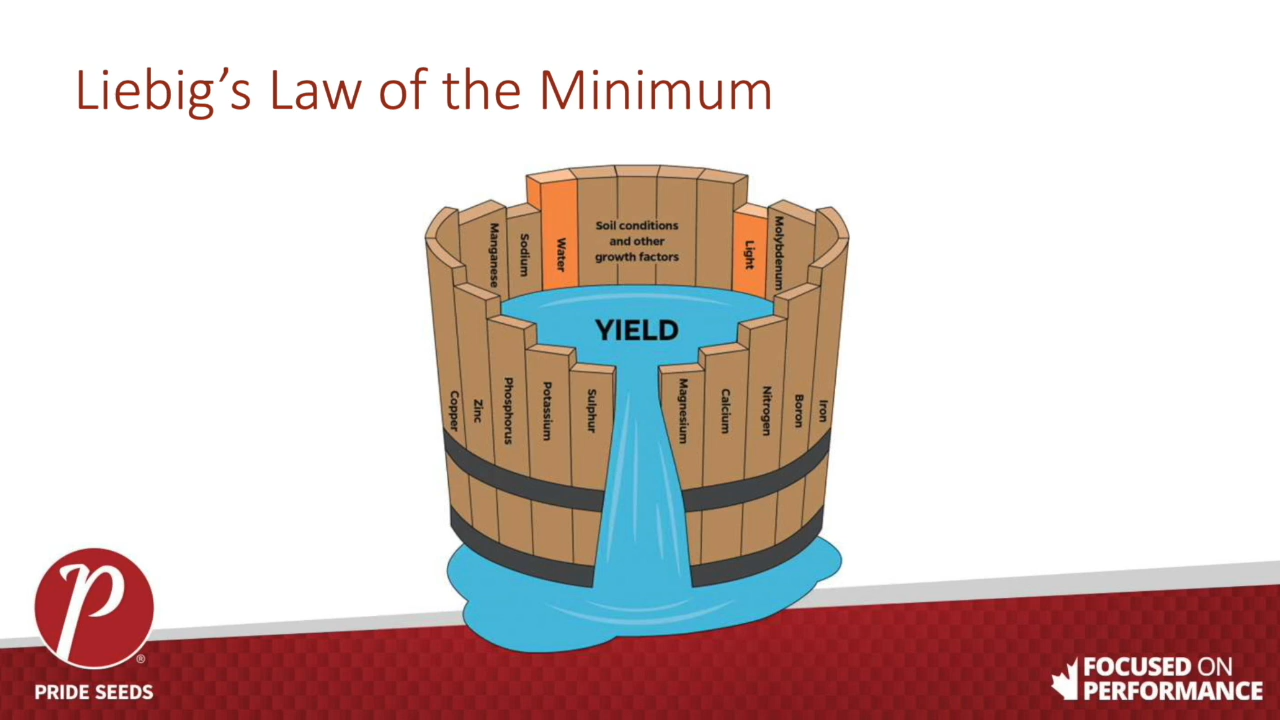 Liebig's Law of the Minimum
Manganese
Sodium
Water
Soil conditions
and other
growth factors
Light
Molybdenum
YIELD
Copper
Zinc
Phosphorus
Potassium
Sulphur
Magnesium
Calcium
Nitrogen
Boron
Iron
P
®
PRIDE SEEDS
FOCUSED ON
PERFORMANCE